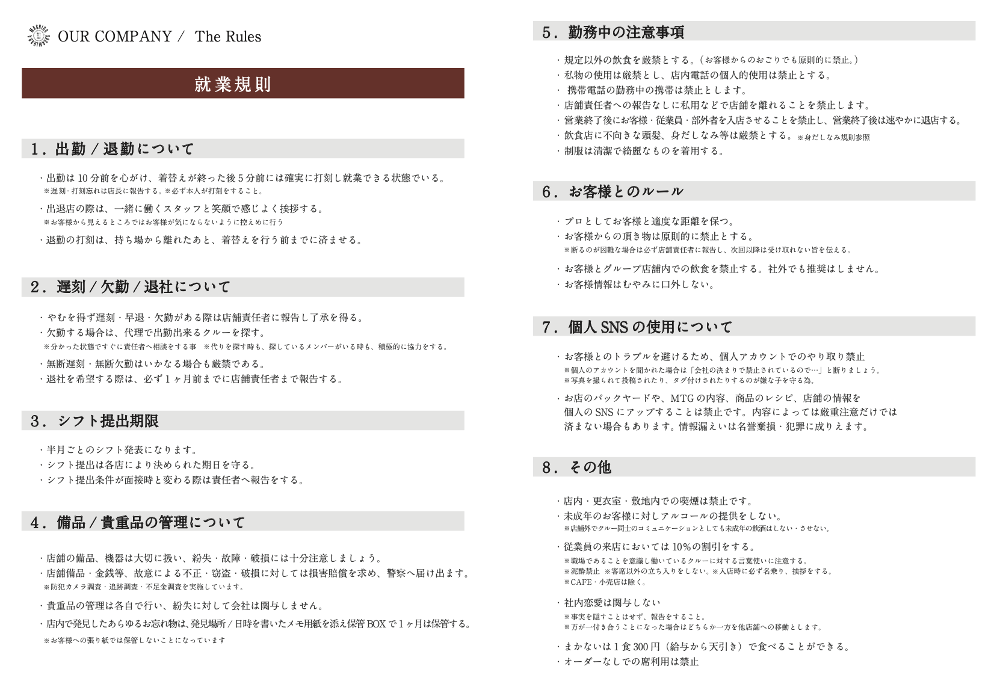 MACHIDA
SAGAMIHARA
OUR COMPANY / The Rules
就業規則
1. 出勤 / 退勤について
・出勤は 10 分前を心がけ、着替えが終った後 5 分前には確実に打刻し就業できる状態でいる。
※遅刻・打刻忘れは店長に報告する。※必ず本人が打刻をすること。
・出退店の際は、一緒に働くスタッフと笑顔で感じよく挨拶する。
※お客様から見えるところではお客様が気にならないように控えめに行う
・退勤の打刻は、持ち場から離れたあと、着替えを行う前までに済ませる。
2. 遅刻 / 欠勤 / 退社について
・やむを得ず遅刻・早退・欠勤がある際は店舗責任者に報告し了承を得る。
・欠勤する場合は、代理で出勤出来るクルーを探す。
※分かった状態ですぐに責任者へ相談をする事　※代りを探す時も、探しているメンバーがいる時も、積極的に協力をする。
・無断遅刻・無断欠勤はいかなる場合も厳禁である。
・退社を希望する際は、必ず 1 ヶ月前までに店舗責任者まで報告する。
3. シフト提出期限
・半月ごとのシフト発表になります。
・シフト提出は各店により決められた期日を守る。
・シフト提出条件が面接時と変わる際は責任者へ報告をする。
4. 備品 / 貴重品の管理について
・店舗の備品、機器は大切に扱い、紛失・故障・破損には十分注意しましょう。
・店舗備品・金銭等、故意による不正・窃盗・破損に対しては損害賠償を求め、警察へ届け出ます。
※防犯カメラ調査・追跡調査・不足金調査を実施しています。
・貴重品の管理は各自で行い、紛失に対して会社は関与しません。
・店内で発見したあらゆるお忘れ物は、発見場所 / 日時を書いたメモ用紙を添え保管 BOX で 1 ヶ月は保管する。
※お客様への張り紙では保管しないことになっています
5. 勤務中の注意事項
・規定以外の飲食を厳禁とする。（お客様からのおごりでも原則的に禁止。）
・私物の使用は厳禁とし、店内電話の個人的使用は禁止とする。
・ 携帯電話の勤務中の携帯は禁止とします。
・店舗責任者への報告なしに私用などで店舗を離れることを禁止します。
・営業終了後にお客様・従業員・部外者を入店させることを禁止し、営業終了後は速やかに退店する。
・飲食店に不向きな頭髪、身だしなみ等は厳禁とする。※身だしなみ規則参照
・制服は清潔で綺麗なものを着用する。
6. お客様とのルール
・プロとしてお客様と適度な距離を保つ。
・お客様からの頂き物は原則的に禁止とする。
※断るのが困難な場合は必ず店舗責任者に報告し、次回以降は受け取れない旨を伝える。
・お客様とグループ店舗内での飲食を禁止する。社外でも推奨はしません。
・お客様情報はむやみに口外しない。
7. 個人 SNS の使用について
・お客様とのトラブルを避けるため、個人アカウントでのやり取り禁止
※個人のアカウントを聞かれた場合は「会社の決まりで禁止されているので…」と断りましょう。
※写真を撮られて投稿されたり、タグ付けされたりするのが嫌な子を守る為。
・お店のバックヤードや、MTG の内容、商品のレシピ、店舗の情報を
個人の SNS にアップすることは禁止です。内容によっては厳重注意だけでは
済まない場合もあります。情報漏えいは名誉棄損・犯罪に成りえます。
8. その他
・店内・更衣室・敷地内での喫煙は禁止です。
・未成年のお客様に対しアルコールの提供をしない。
※店舗外でクルー同士のコミュニケーションとしても未成年の飲酒はしない・させない。
・従業員の来店においては 10%の割引をする。
※職場であることを意識し働いているクルーに対する言葉使いに注意する。
※泥酔禁止 ※客席以外の立ち入りをしない。※入店時に必ず名乗り、挨拶をする。
※CAFE・小売店は除く。
・社内恋愛は関与しない
※事実を隠すことはせず、報告をすること。
※万が一付き合うことになった場合はどちらか一方を他店舗への移動とします。
・まかないは 1 食 300 円（給与から天引き）で食べることができる。
・オーダーなしでの席利用は禁止